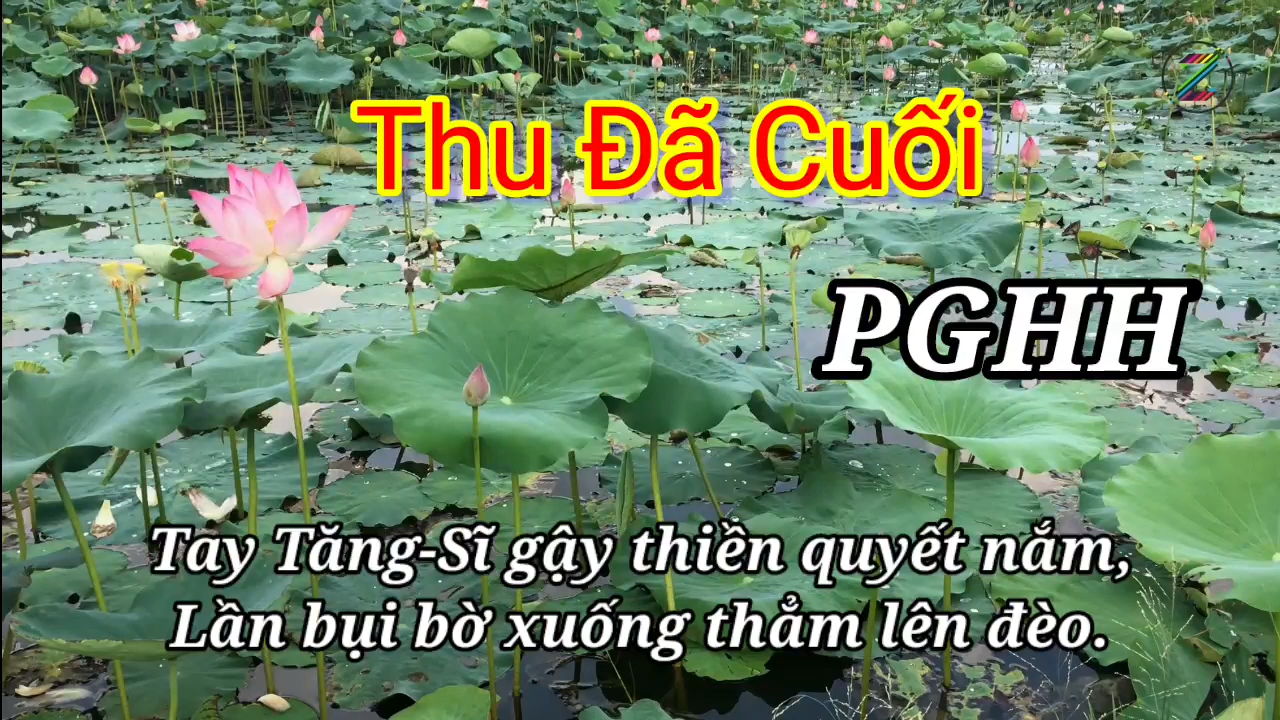 Thu Đã Cuối
PGHH
Tay Tăng-Sĩ gậy thiền quyết nắm,
Lần bụi bờ xuống thẳm lên đèo.